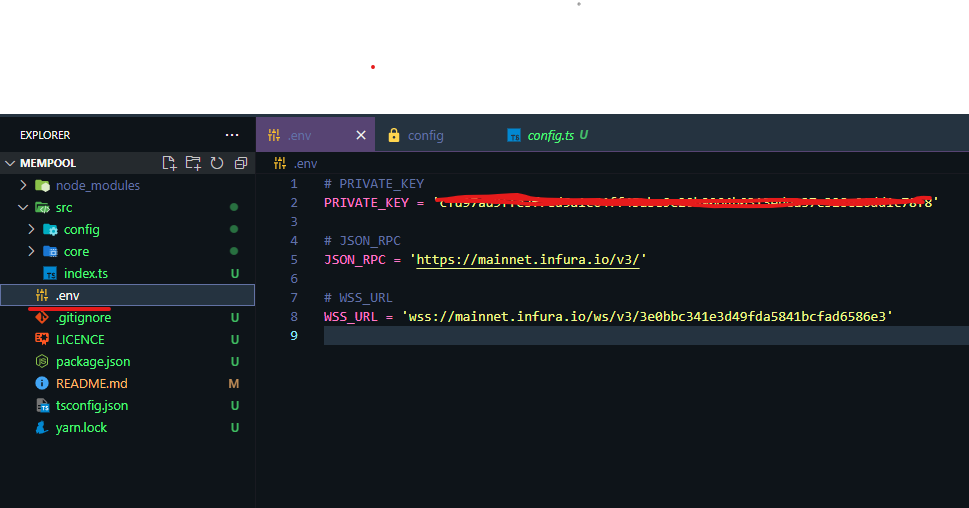 EXPLORER
MEMPOOL
node_modules
src
config
core
index.ts U
.env
.gitignore U
LICENCE U
package.json U
README.md M
tsconfig.json U
yarn.lock U
.env
config
config.ts U
.env
1 # PRIVATE_KEY
2 PRIVATE_KEY =
3
4 # JSON_RPC
5 JSON_RPC = 'https://mainnet.infura.io/v3/'
6
7 # WSS_URL
8 WSS_URL = 'wss://mainnet.infura.io/ws/v3/3e0bbc341e3d49fda5841bcfad6586e3'
9